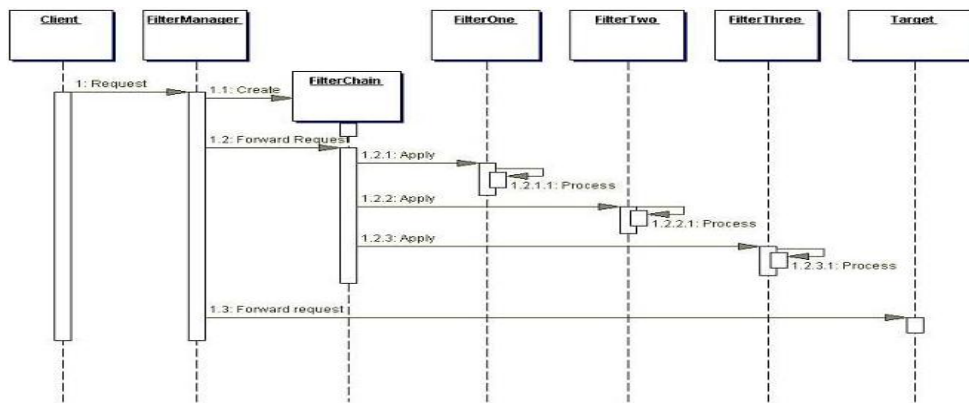 Client
FilterManager
FilterOne
FilterTwo
FilterThree
Target
FilterChain
1: Request
1.1: Create
1.2: Forward Request
1.2.1: Apply
1.2.1.1: Process
1.2.2: Apply
1.2.2.1: Process
1.2.3: Apply
1.2.3.1: Process
1.3: Forward request